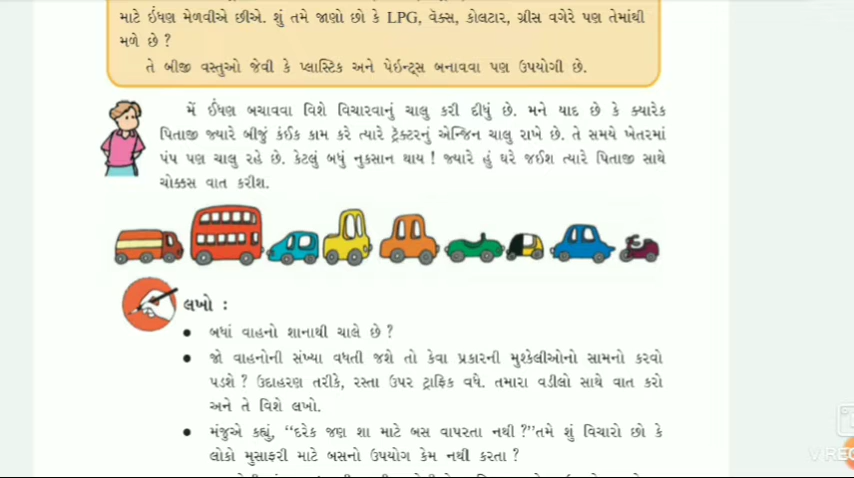 માટે ઈંધણ મેળવીએ છીએ. શું તમે જાણો છો કે LPG, વૅક્સ, કોલટાર, ગ્રીસ વગેરે પણ તેમાંથી
મળે છે ?
તે બીજી વસ્તુઓ જેવી કે પ્લાસ્ટિક અને પેઇન્ટ્સ બનાવવા પણ ઉપયોગી છે.
મેં ઈંધણ બચાવવા વિશે વિચારવાનું ચાલુ કરી દીધું છે. મને યાદ છે કે ક્યારેક
પિતાજી જ્યારે બીજું કંઈક કામ કરે ત્યારે ટ્રૅક્ટરનું એન્જિન ચાલુ રાખે છે. તે સમયે ખેતરમાં
પંપ પણ ચાલુ રહે છે. કેટલું બધું નુકસાન થાય ! જ્યારે હું ઘરે જઈશ ત્યારે પિતાજી સાથે
ચોક્કસ વાત કરીશ.
લખો :
• બધાં વાહનો શાનાથી ચાલે છે ?
• જો વાહનોની સંખ્યા વધતી જશે તો કેવા પ્રકારની મુશ્કેલીઓનો સામનો કરવો
પડશે ? ઉદાહરણ તરીકે, રસ્તા ઉપર ટ્રાફિક વધે. તમારા વડીલો સાથે વાત કરો
અને તે વિશે લખો.
• મંજુએ કહ્યું, “દરેક જણ શા માટે બસ વાપરતા નથી ?”તમે શું વિચારો છો કે
લોકો મુસાફરી માટે બસનો ઉપયોગ કેમ નથી કરતા ?
V REC